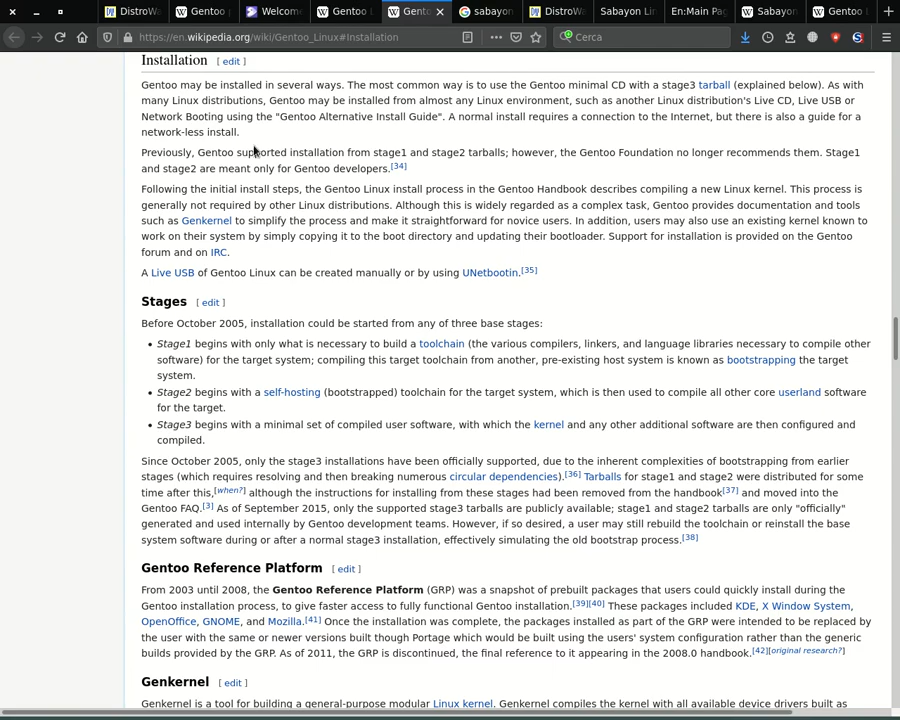 DistroWa
Gentoo p
Welcome
Gentoo L
Gento
sabayon
DistroWa
Sabayon Lin
En:Main Pag
Sabayon
Gentoo L
https://en.wikipedia.org/wiki/Gentoo_Linux#Installation
Cerca
Installation [ edit ]
Gentoo may be installed in several ways. The most common way is to use the Gentoo minimal CD with a stage3 tarball (explained below). As with
many Linux distributions, Gentoo may be installed from almost any Linux environment, such as another Linux distribution's Live CD, Live USB or
Network Booting using the "Gentoo Alternative Install Guide". A normal install requires a connection to the Internet, but there is also a guide for a
network-less install.
Previously, Gentoo supported installation from stage1 and stage2 tarballs; however, the Gentoo Foundation no longer recommends them. Stage1
and stage2 are meant only for Gentoo developers.[34]
Following the initial install steps, the Gentoo Linux install process in the Gentoo Handbook describes compiling a new Linux kernel. This process is
generally not required by other Linux distributions. Although this is widely regarded as a complex task, Gentoo provides documentation and tools
such as Genkernel to simplify the process and make it straightforward for novice users. In addition, users may also use an existing kernel known to
work on their system by simply copying it to the boot directory and updating their bootloader. Support for installation is provided on the Gentoo
forum and on IRC.
A Live USB of Gentoo Linux can be created manually or by using UNetbootin.[35]
Stages [ edit ]
Before October 2005, installation could be started from any of three base stages:
• Stage1 begins with only what is necessary to build a toolchain (the various compilers, linkers, and language libraries necessary to compile other
software) for the target system; compiling this target toolchain from another, pre-existing host system is known as bootstrapping the target
system.
• Stage2 begins with a self-hosting (bootstrapped) toolchain for the target system, which is then used to compile all other core userland software
for the target.
• Stage3 begins with a minimal set of compiled user software, with which the kernel and any other additional software are then configured and
compiled.
Since October 2005, only the stage3 installations have been officially supported, due to the inherent complexities of bootstrapping from earlier
stages (which requires resolving and then breaking numerous circular dependencies).[36] Tarballs for stage1 and stage2 were distributed for some
time after this,[when?] although the instructions for installing from these stages had been removed from the handbook[37] and moved into the
Gentoo FAQ.[3] As of September 2015, only the supported stage3 tarballs are publicly available; stage1 and stage2 tarballs are only "officially"
generated and used internally by Gentoo development teams. However, if so desired, a user may still rebuild the toolchain or reinstall the base
system during or after a normal stage3 installation, effectively simulating the old bootstrap process.[38]
Gentoo Reference Platform [ edit ]
From 2003 until 2008, the Gentoo Reference Platform (GRP) was a snapshot of prebuilt packages that users could quickly install during the
Gentoo installation process, to give faster access to fully functional Gentoo installation.[39][40] These packages included KDE, X Window System,
OpenOffice, GNOME, and Mozilla.[41] Once the installation was complete, the packages installed as part of the GRP were intended to be replaced by
the user with the same or newer versions built though Portage which would be built using the users' system configuration rather than the generic
builds provided by the GRP. As of 2011, the GRP is discontinued, the final reference to it appearing in the 2008.0 handbook.[42][original research?]
Genkernel [ edit ]
Genkernel is a tool for building a general-purpose modular Linux kernel. Genkernel compiles the kernel with all available device drivers built as